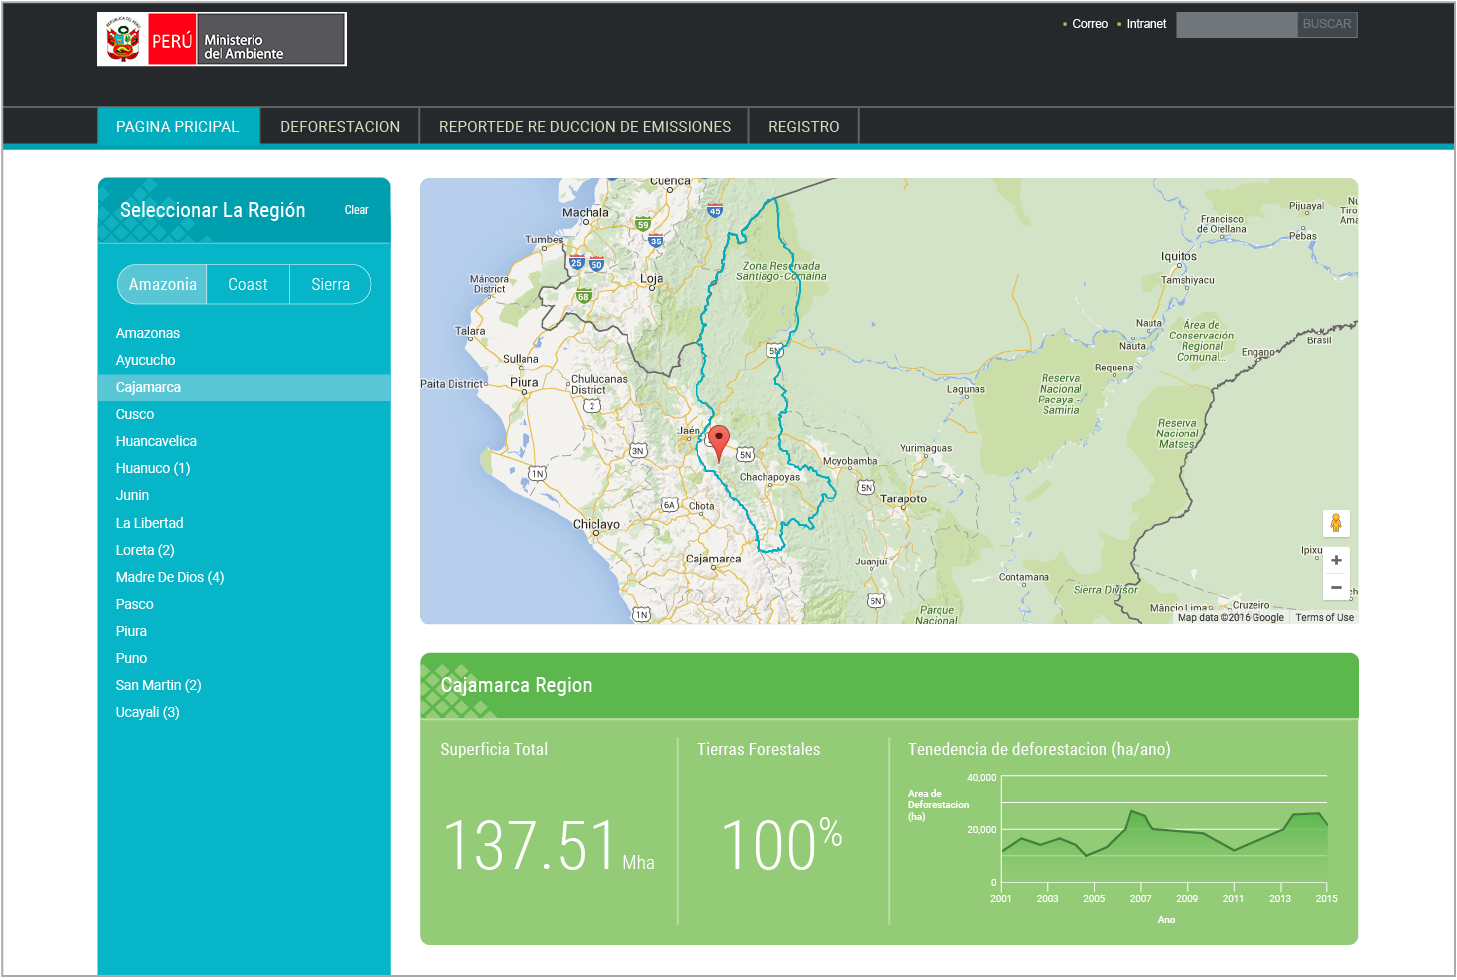 REPUBLICA DEL PERU
PERÚ
Ministerio
del Ambiente
Correo
Intranet
BUSCAR
PAGINA PRICIPAL
DEFORESTACION
REPORTEDE RE DUCCION DE EMISSIONES
REGISTRO
Seleccionar La Región
Clear
Amazonia
Coast
Sierra
Amazonas
Ayucucho
Cajamarca
Cusco
Huancavelica
Huanuco (1)
Junin
La Libertad
Loreta (2)
Madre De Dios (4)
Pasco
Piura
Puno
San Martin (2)
Ucayali (3)
Cuenca
Machala
45
59
35
Tumbes
25
50
Loja
68
Máncora
District
Zona Reservada
Santiago-Comaina
Talara
Sullana
Paita District
Piura
Chulucanas
District
2
5N
Jaén
3N
5N
1N
Chachapoyas
Moyobamba
5N
Tarapoto
Yurimaguas
Lagunas
6A
Chota
Chiclayo
Cajamarca
Juanjuí
5N
1N
Contamana
Parque
Nacional
Sierra Divisor
Mâncio Lima
Cruzeiro
Ipixu
Francisco
de Orellana
Pijuayal
Pebas
Iquitos
Tamshiyacu
Nauta
Nauta
Área de
Conservación
Regional
Comunal...
Requena
Engano
Brasil
Reserva
Nacional
Pacaya -
Samiria
Reserva
Nacional
Matses
Map data ©2016 Google
Terms of Use
Cajamarca Region
Superficia Total
137.51 Mha
Tierras Forestales
100%
Tenedencia de deforestacion (ha/ano)
Area de
Deforestacion
(ha)
40,000
20,000
0
2001
2003
2005
2007
2009
2011
2013
2015
Ano